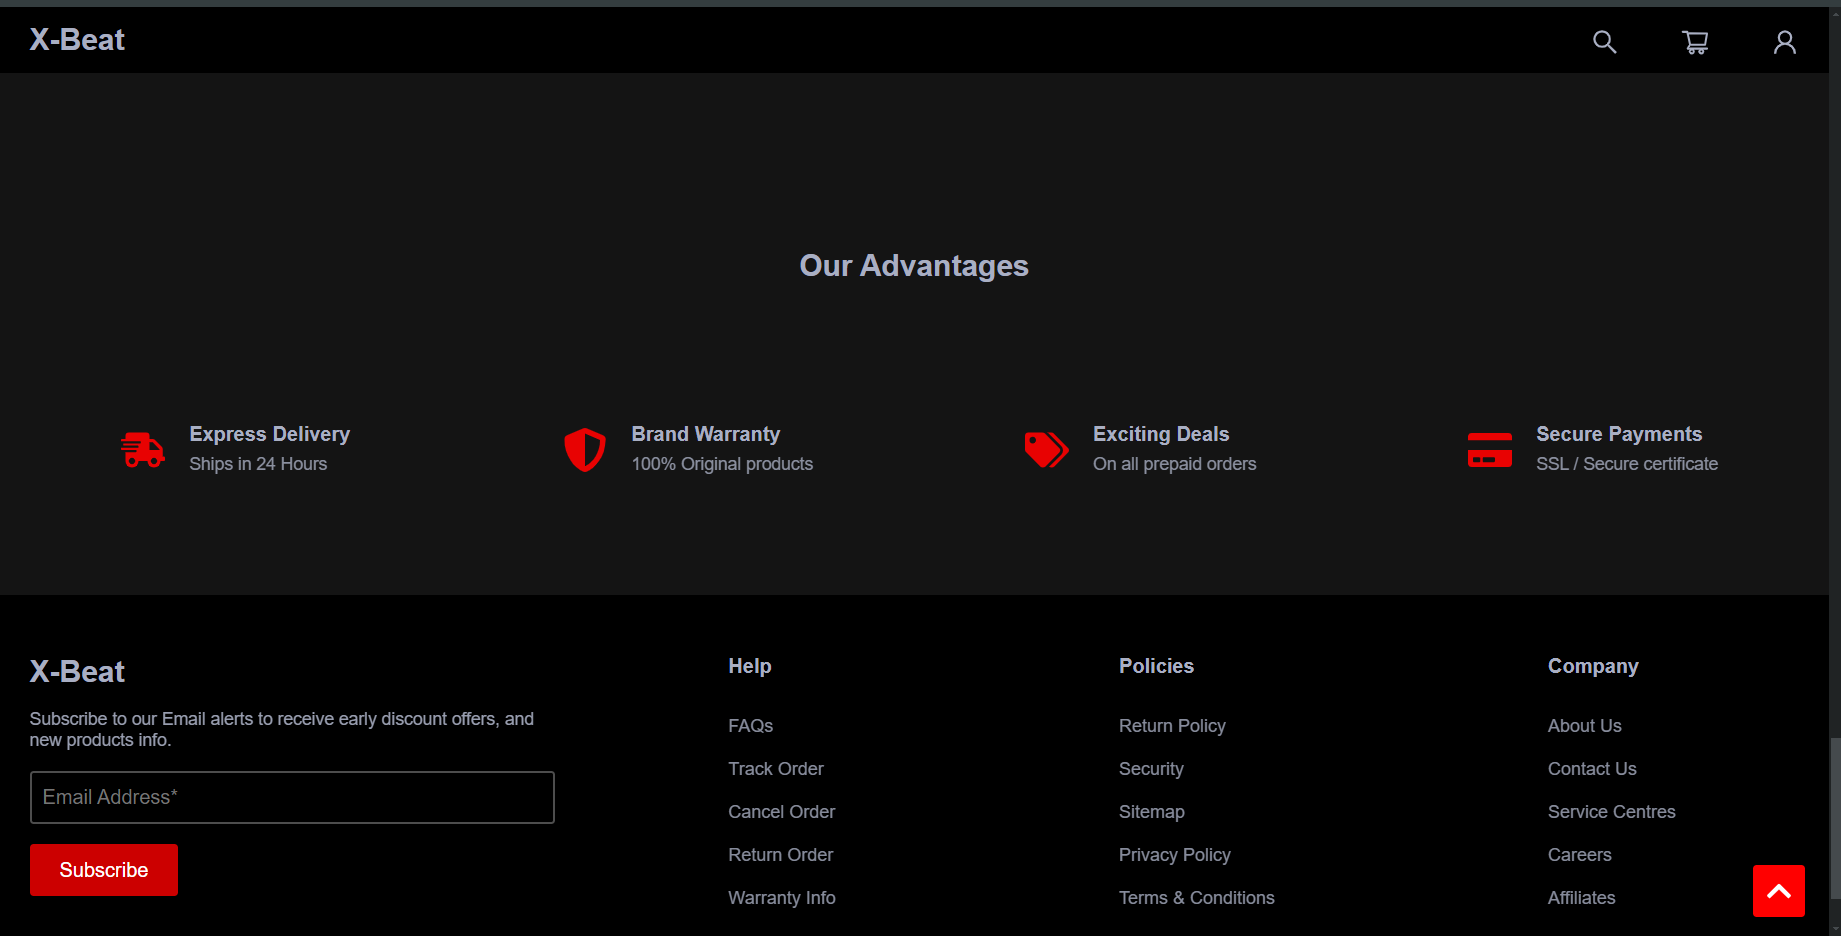 X-Beat
Our Advantages
Express Delivery
Ships in 24 Hours
Brand Warranty
100% Original products
Exciting Deals
On all prepaid orders
Secure Payments
SSL / Secure certificate
X-Beat
Subscribe to our Email alerts to receive early discount offers, and
new products info.
Email Address*
Subscribe
Help
FAQs
Track Order
Cancel Order
Return Order
Warranty Info
Policies
Return Policy
Security
Sitemap
Privacy Policy
Terms & Conditions
Company
About Us
Contact Us
Service Centres
Careers
Affiliates